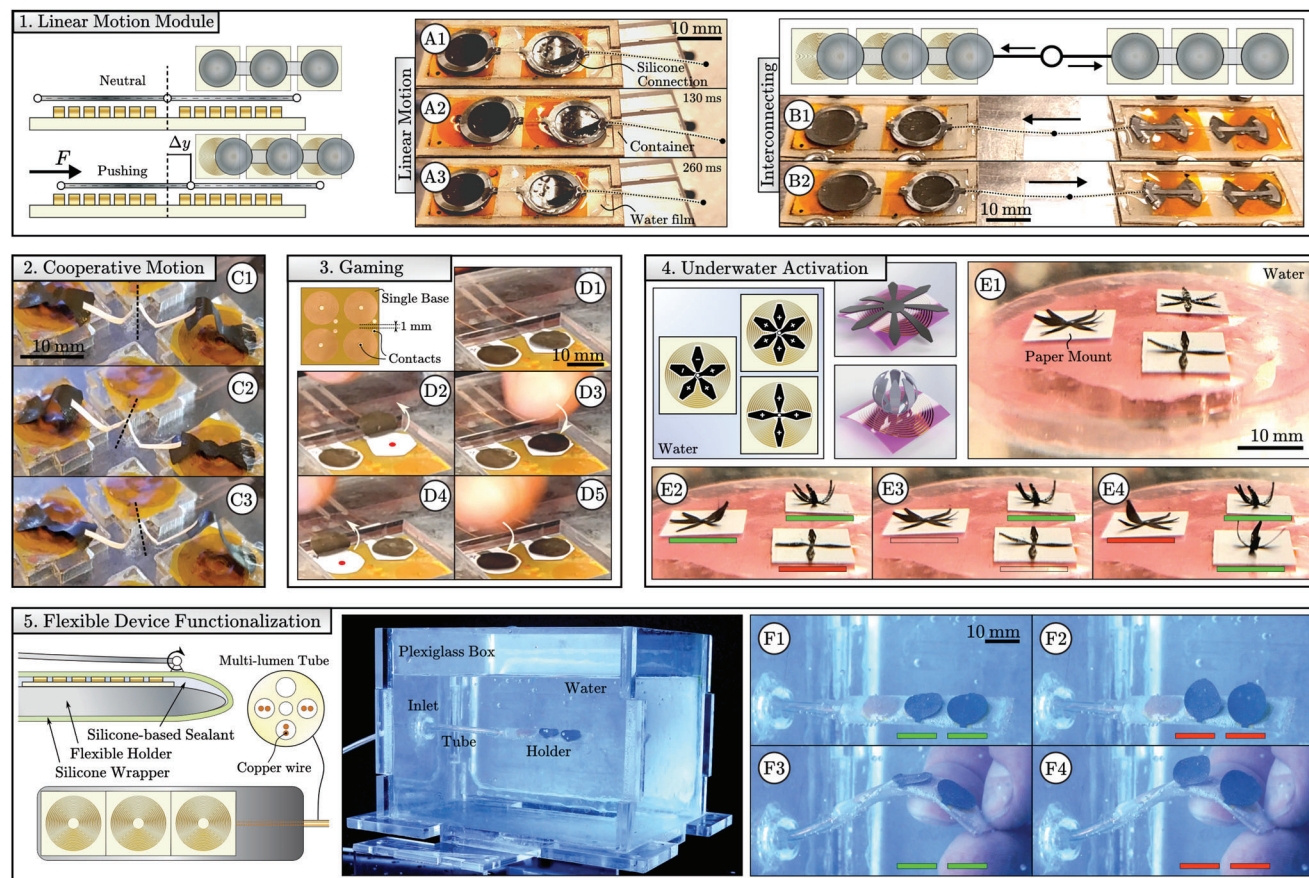 1. Linear Motion Module
Neutral
F
Pushing
Δy
Linear Motion
A1
10 mm
Silicone
Connection
A2
130 ms
Container
A3
260 ms
Water film
Interconnecting
B1
B2
10 mm
2. Cooperative Motion
C1
10 mm
C2
C3
3. Gaming
Single Base
1 mm
Contacts
D1
10 mm
D2
D3
D4
D5
4. Underwater Activation
Water
E1
Water
Paper Mount
10 mm
E2
E3
E4
5. Flexible Device Functionalization
Multi-lumen Tube
Silicone-based Sealant
Flexible Holder
Silicone Wrapper
Copper wire
Plexiglass Box
Water
Inlet
Tube
Holder
F1
10 mm
F2
F3
F4